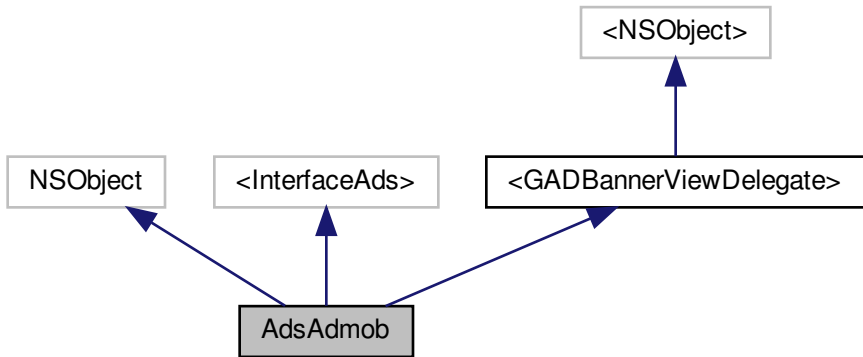 <NSObject>
NSObject
<InterfaceAds>
<GADBannerViewDelegate>
AdsAdmob